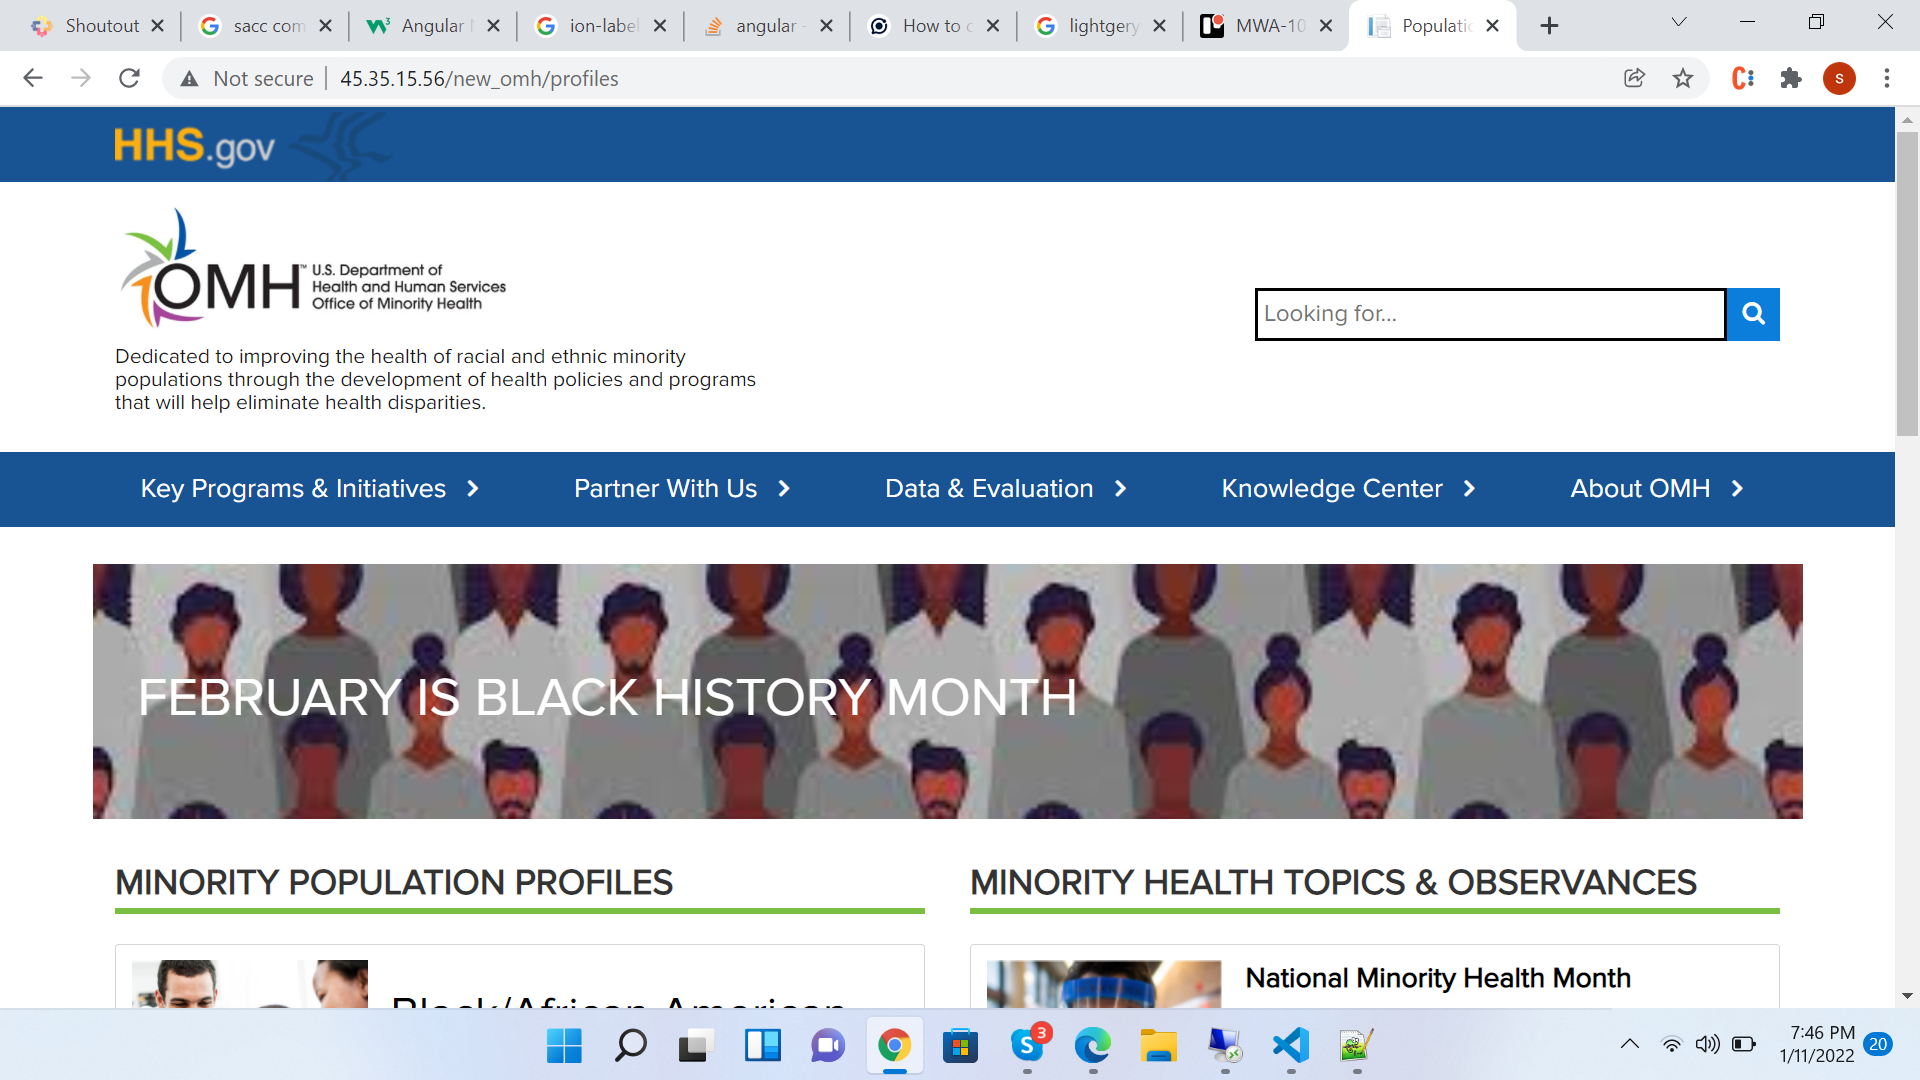 Shoutout
sacc com
Angular
ion-label
angular -
How to c
lightgery
MWA-10
Populatic
Not secure
45.35.15.56/new_omh/profiles
S
HHS.gov
OMH™
U.S. Department of
Health and Human Services
Office of Minority Health
Looking for...
Dedicated to improving the health of racial and ethnic minority
populations through the development of health policies and programs
that will help eliminate health disparities.
Key Programs & Initiatives
Partner With Us
Data & Evaluation
Knowledge Center
About OMH
FEBRUARY IS BLACK HISTORY MONTH
MINORITY POPULATION PROFILES
MINORITY HEALTH TOPICS & OBSERVANCES
Black/African American
National Minority Health Month
3
7:46 PM
1/11/2022
20